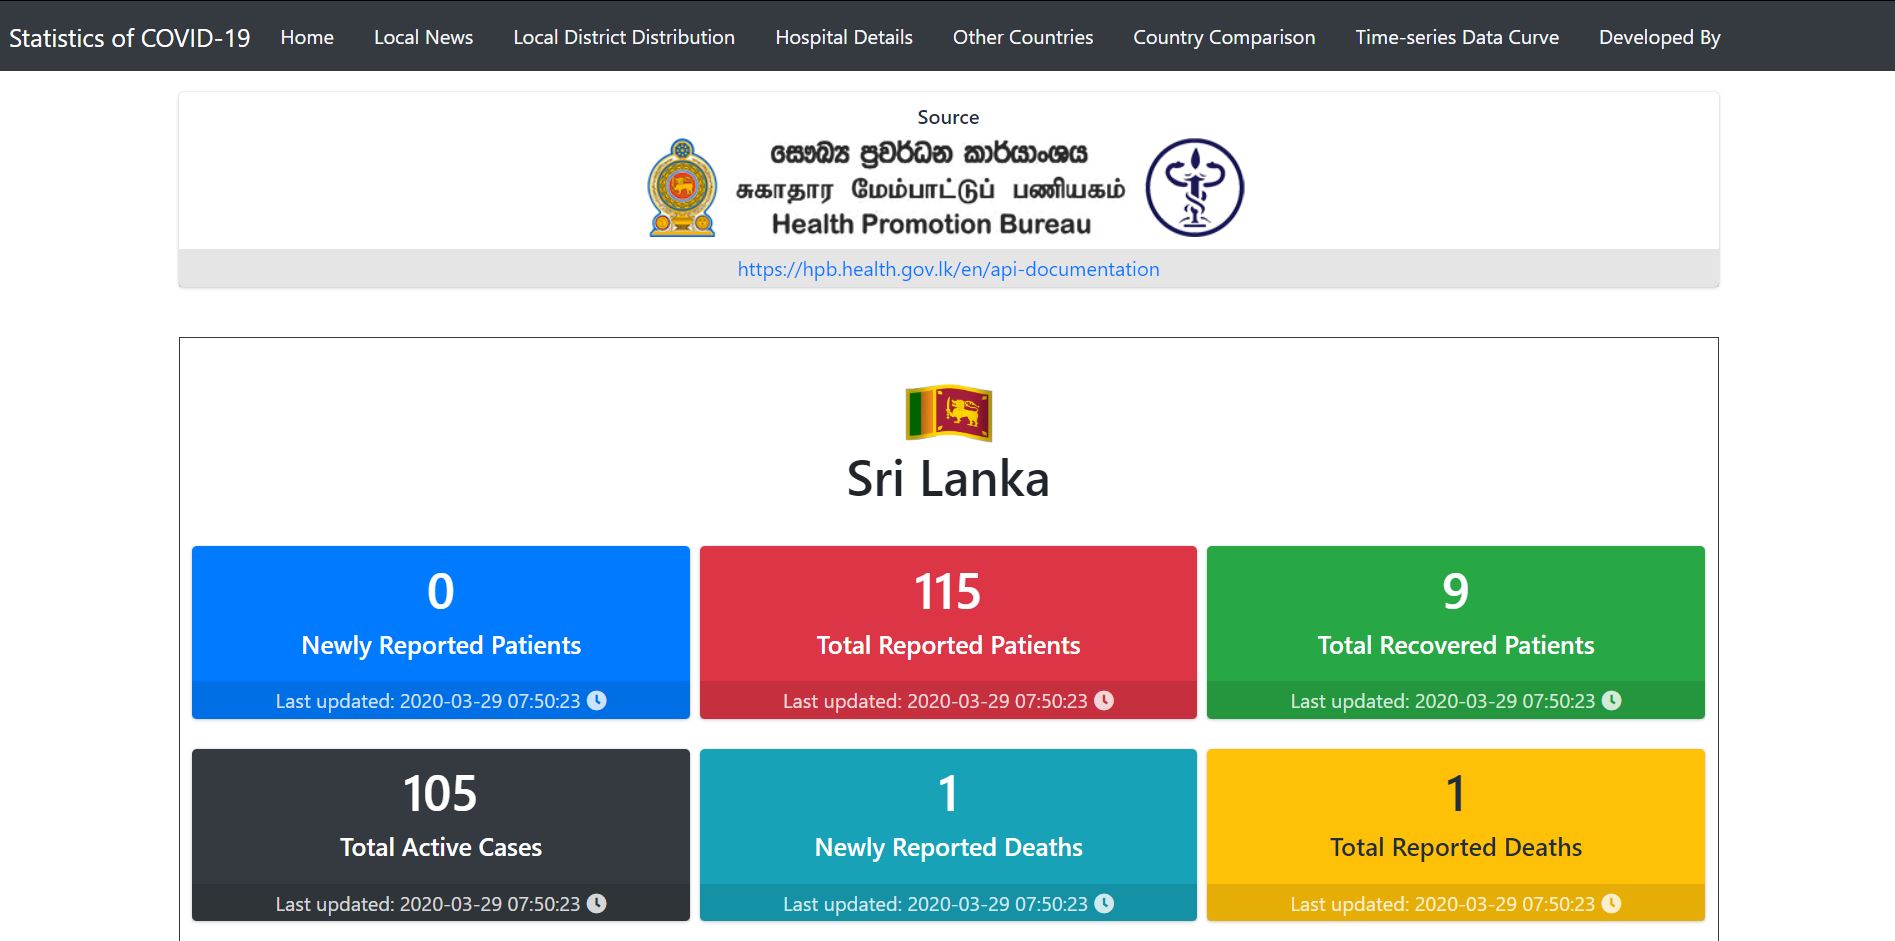 Statistics of COVID-19 Home Local News Local District Distribution Hospital Details Other Countries Country Comparison Time-series Data Curve Developed By
Source
සෞඛ්‍ය ප්‍රවර්ධන කාර්යාංශය
சுகாதார மேம்பாட்டுப் பணியகம்
Health Promotion Bureau
https://hpb.health.gov.lk/en/api-documentation
Sri Lanka
0
Newly Reported Patients
Last updated: 2020-03-29 07:50:23
115
Total Reported Patients
Last updated: 2020-03-29 07:50:23
9
Total Recovered Patients
Last updated: 2020-03-29 07:50:23
105
Total Active Cases
Last updated: 2020-03-29 07:50:23
1
Newly Reported Deaths
Last updated: 2020-03-29 07:50:23
1
Total Reported Deaths
Last updated: 2020-03-29 07:50:23